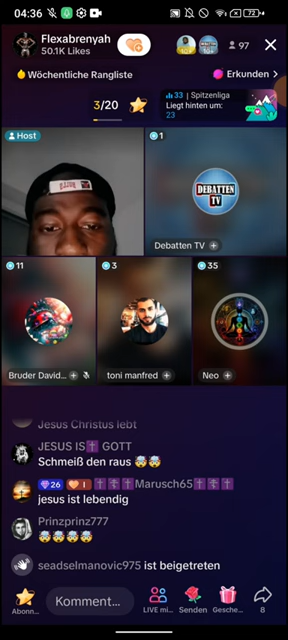 04:36
72
Flexabrenyah
50.1K Likes
97
Wöchentliche Rangliste
Erkunden >
3/20
33 | Spitzenliga
Liegt hinten um:
23
Host
1
DEBATTEN
TV
Debatten TV +
11
3
35
Bruder David... +
toni manfred +
Neo +
Jesus Christus lebt
JESUS IS✝️ GOTT
Schmeiß den raus 🤯🤯
26 1 ✝️☦️✝️Marusch65✝️✝️✝️
jesus ist lebendig
Prinzprinz777
🤯🤯🤯🤯
seadselmanovic975 ist beigetreten
Abonn...
Komment...
LIVE mi...
Senden
Gesche...
8